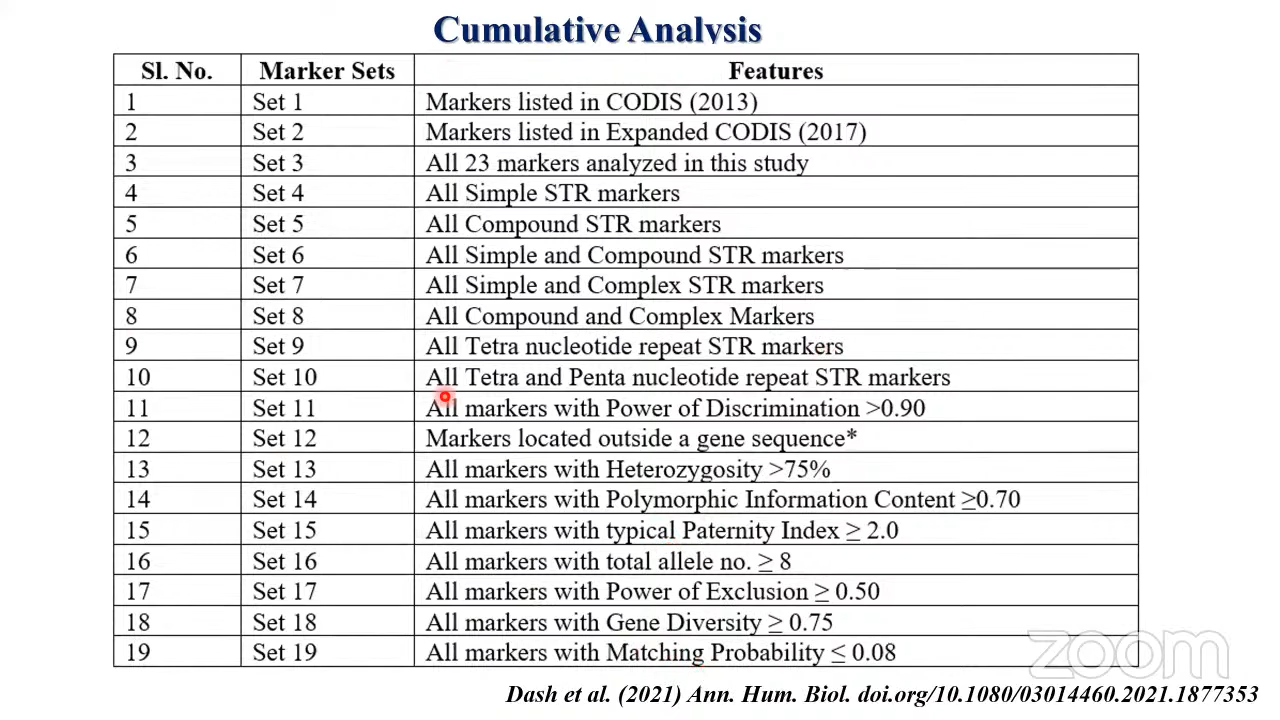 Cumulative Analysis
Sl. No. Marker Sets Features
1 Set 1 Markers listed in CODIS (2013)
2 Set 2 Markers listed in Expanded CODIS (2017)
3 Set 3 All 23 markers analyzed in this study
4 Set 4 All Simple STR markers
5 Set 5 All Compound STR markers
6 Set 6 All Simple and Compound STR markers
7 Set 7 All Simple and Complex STR markers
8 Set 8 All Compound and Complex Markers
9 Set 9 All Tetra nucleotide repeat STR markers
10 Set 10 All Tetra and Penta nucleotide repeat STR markers
11 Set 11 All markers with Power of Discrimination >0.90
12 Set 12 Markers located outside a gene sequence*
13 Set 13 All markers with Heterozygosity >75%
14 Set 14 All markers with Polymorphic Information Content ≥0.70
15 Set 15 All markers with typical Paternity Index ≥ 2.0
16 Set 16 All markers with total allele no. ≥ 8
17 Set 17 All markers with Power of Exclusion ≥ 0.50
18 Set 18 All markers with Gene Diversity ≥ 0.75
19 Set 19 All markers with Matching Probability ≤ 0.08
zoom
Dash et al. (2021) Ann. Hum. Biol. doi.org/10.1080/03014460.2021.1877353